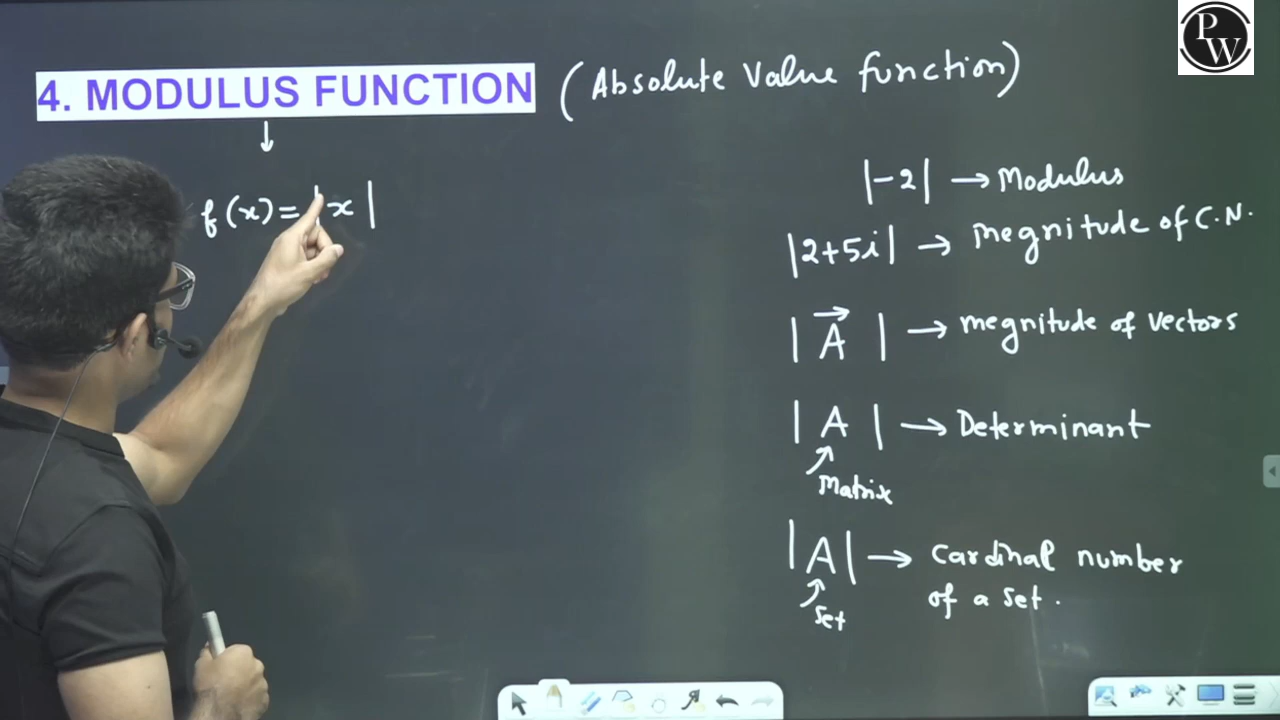 PW
4. MODULUS FUNCTION (Absolute Value function)
↓
f(x)=|x|
|-2| → Modulus
|2+5i| → megnitude of C.N.
|A⃗| → megnitude of vectors
|A| → Determinant
Matrix
|A| → Cardinal number
of a set.
Set